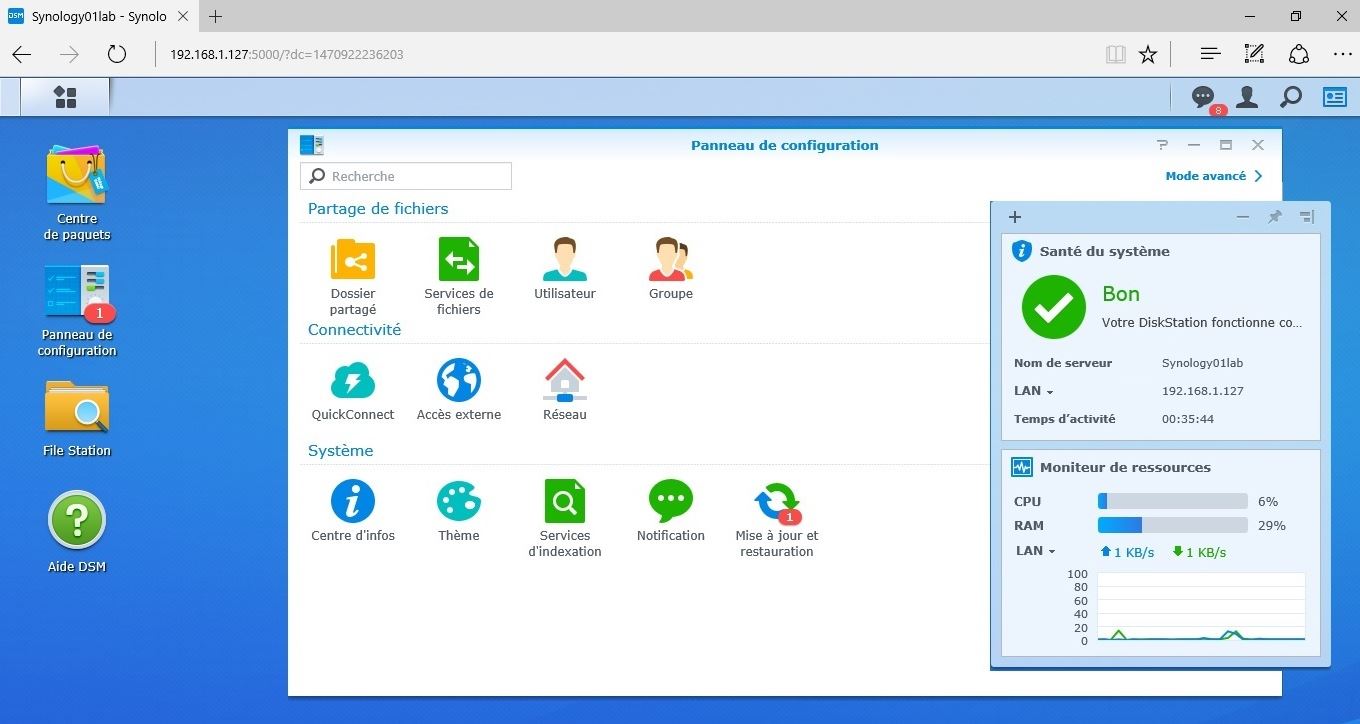 DSM Synology01lab - Synolo
192.168.1.127:5000/?dc=1470922236203
8
Centre
de paquets
1
Panneau de
configuration
File Station
Aide DSM
Panneau de configuration
Recherche
Mode avancé
Partage de fichiers
Dossier
partagé
Services de
fichiers
Utilisateur
Groupe
Connectivité
QuickConnect
Accès externe
Réseau
Système
Centre d'infos
Thème
Services
d'indexation
Notification
1
Mise à jour et
restauration
Santé du système
Bon
Votre DiskStation fonctionne co...
Nom de serveur Synology01lab
LAN 192.168.1.127
Temps d’activité 00:35:44
Moniteur de ressources
CPU 6%
RAM 29%
LAN 1 KB/s 1 KB/s
100
80
60
40
20
0